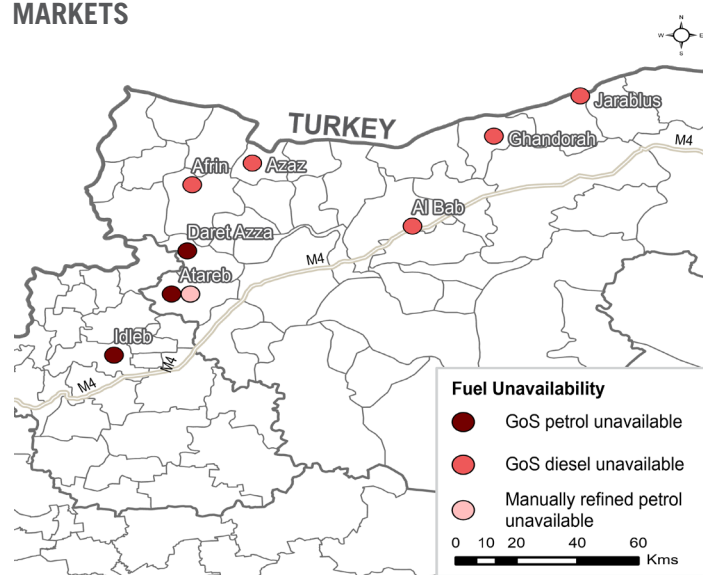 MARKETS
N
W E
S
TURKEY
Jarablus
Ghandorah
M4
Afrin
Azaz
Al Bab
Daret Azza
M4
Atareb
Idleb
M4
M4
Fuel Unavailability
GoS petrol unavailable
GoS diesel unavailable
Manually refined petrol
unavailable
0 10 20 40 60 Kms